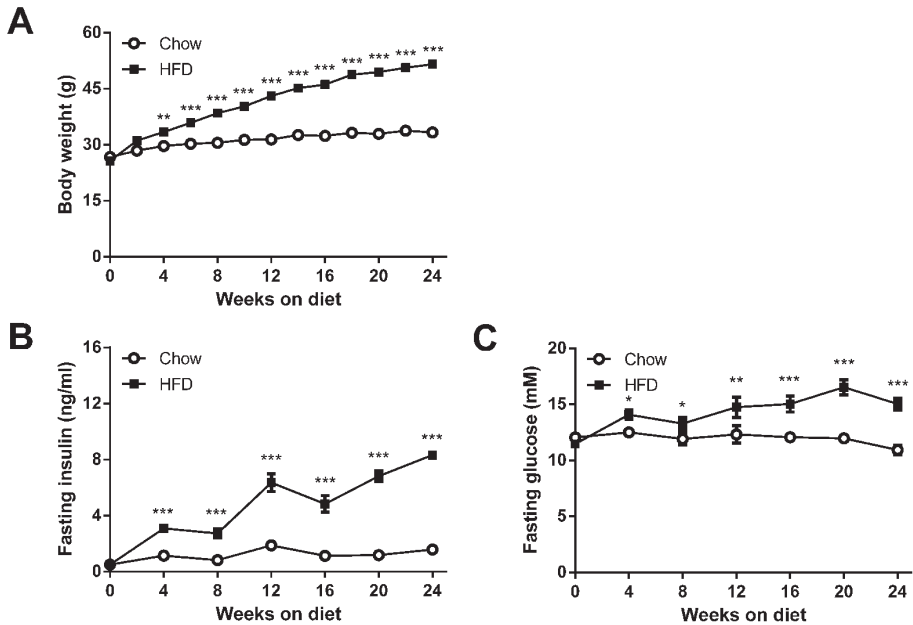 A
60
45
30
15
0
Body weight (g)
Chow
HFD
** *** *** *** *** *** *** *** *** *** ***
0 4 8 12 16 20 24
Weeks on diet
B
16
12
8
4
0
Fasting insulin (ng/ml)
Chow
HFD
*** *** *** *** *** ***
0 4 8 12 16 20 24
Weeks on diet
C
20
15
10
5
0
Fasting glucose (mM)
Chow
HFD
* * ** *** *** ***
0 4 8 12 16 20 24
Weeks on diet